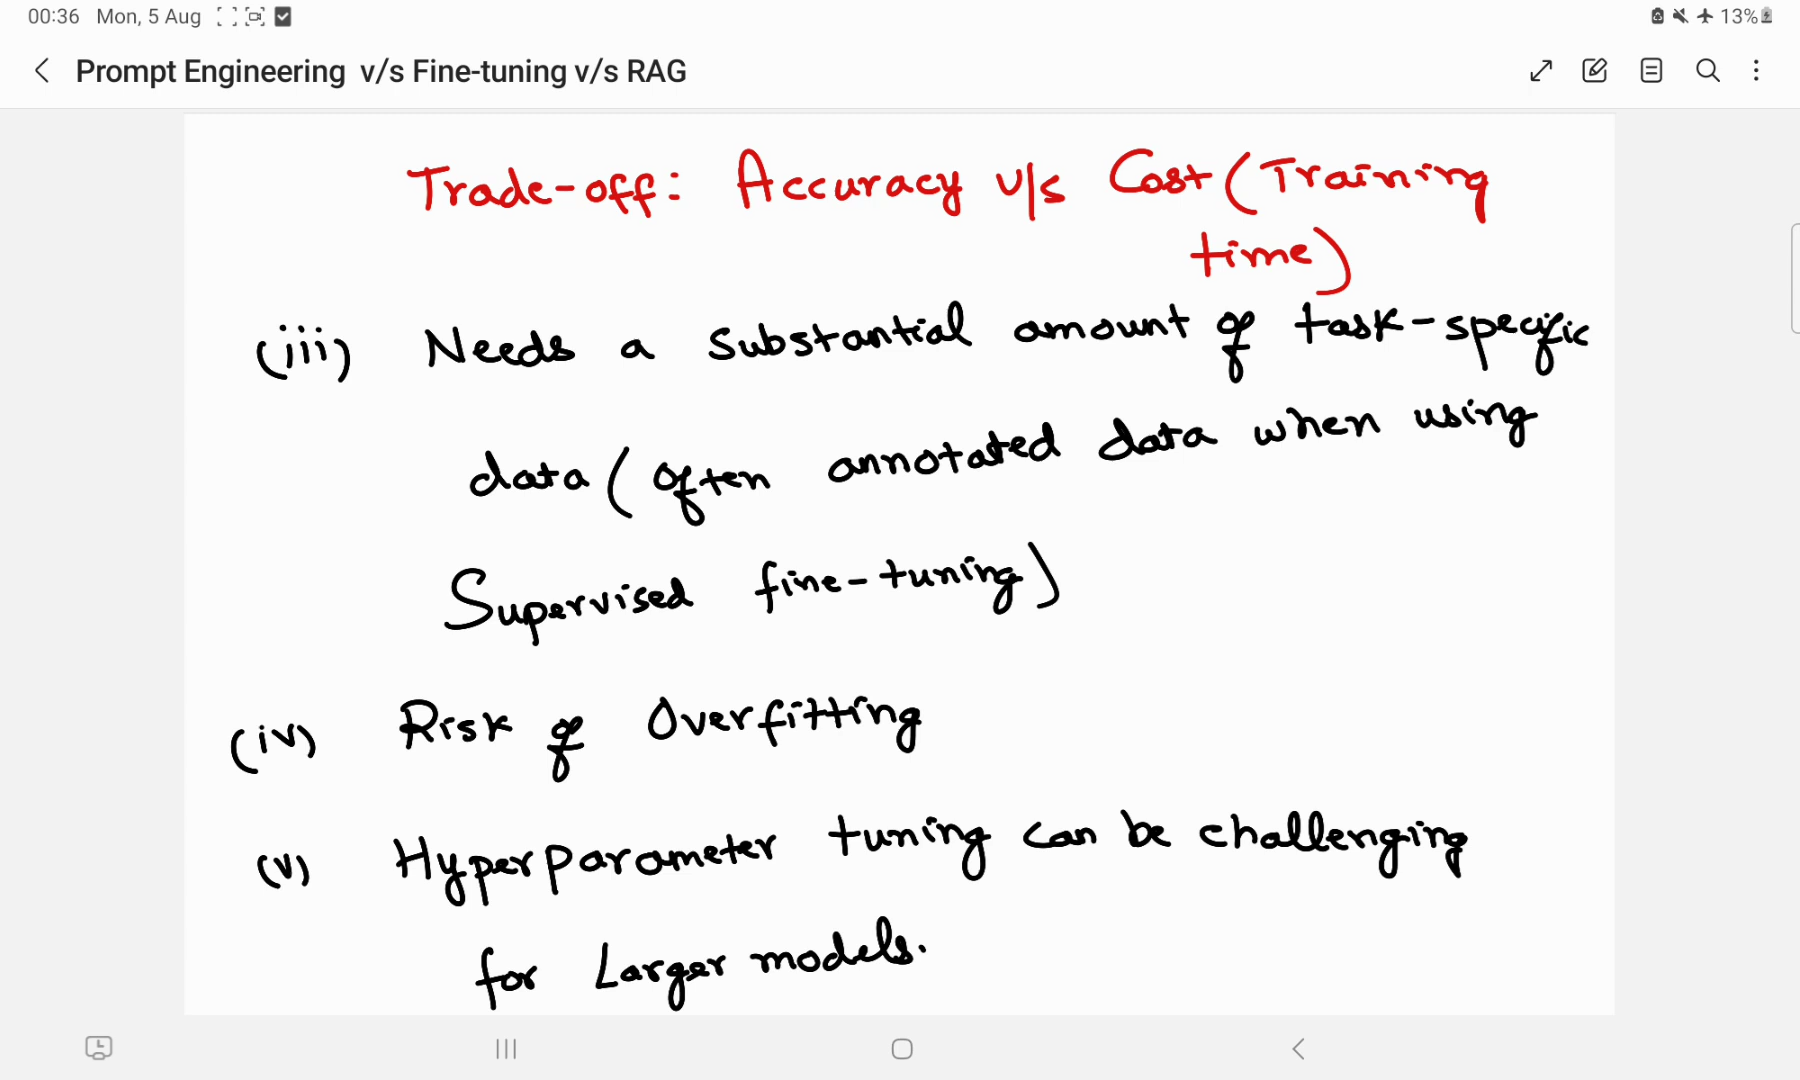 00:36 Mon, 5 Aug 13%
Prompt Engineering v/s Fine-tuning v/s RAG
Trade-off: Accuracy v/s Cost (Training
time)
(iii) Needs a substantial amount of task-specific
data (often annotated data when using
Supervised fine-tuning)
(iv) Risk of Overfitting
(v) Hyperparameter tuning can be challenging
for Larger models.